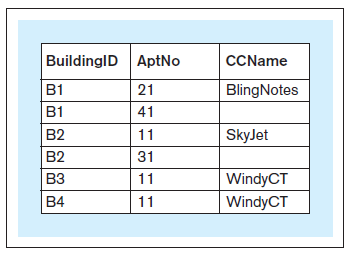 BuildingID AptNo CCName
B1 21 BlingNotes
B1 41
B2 11 SkyJet
B2 31
B3 11 WindyCT
B4 11 WindyCT